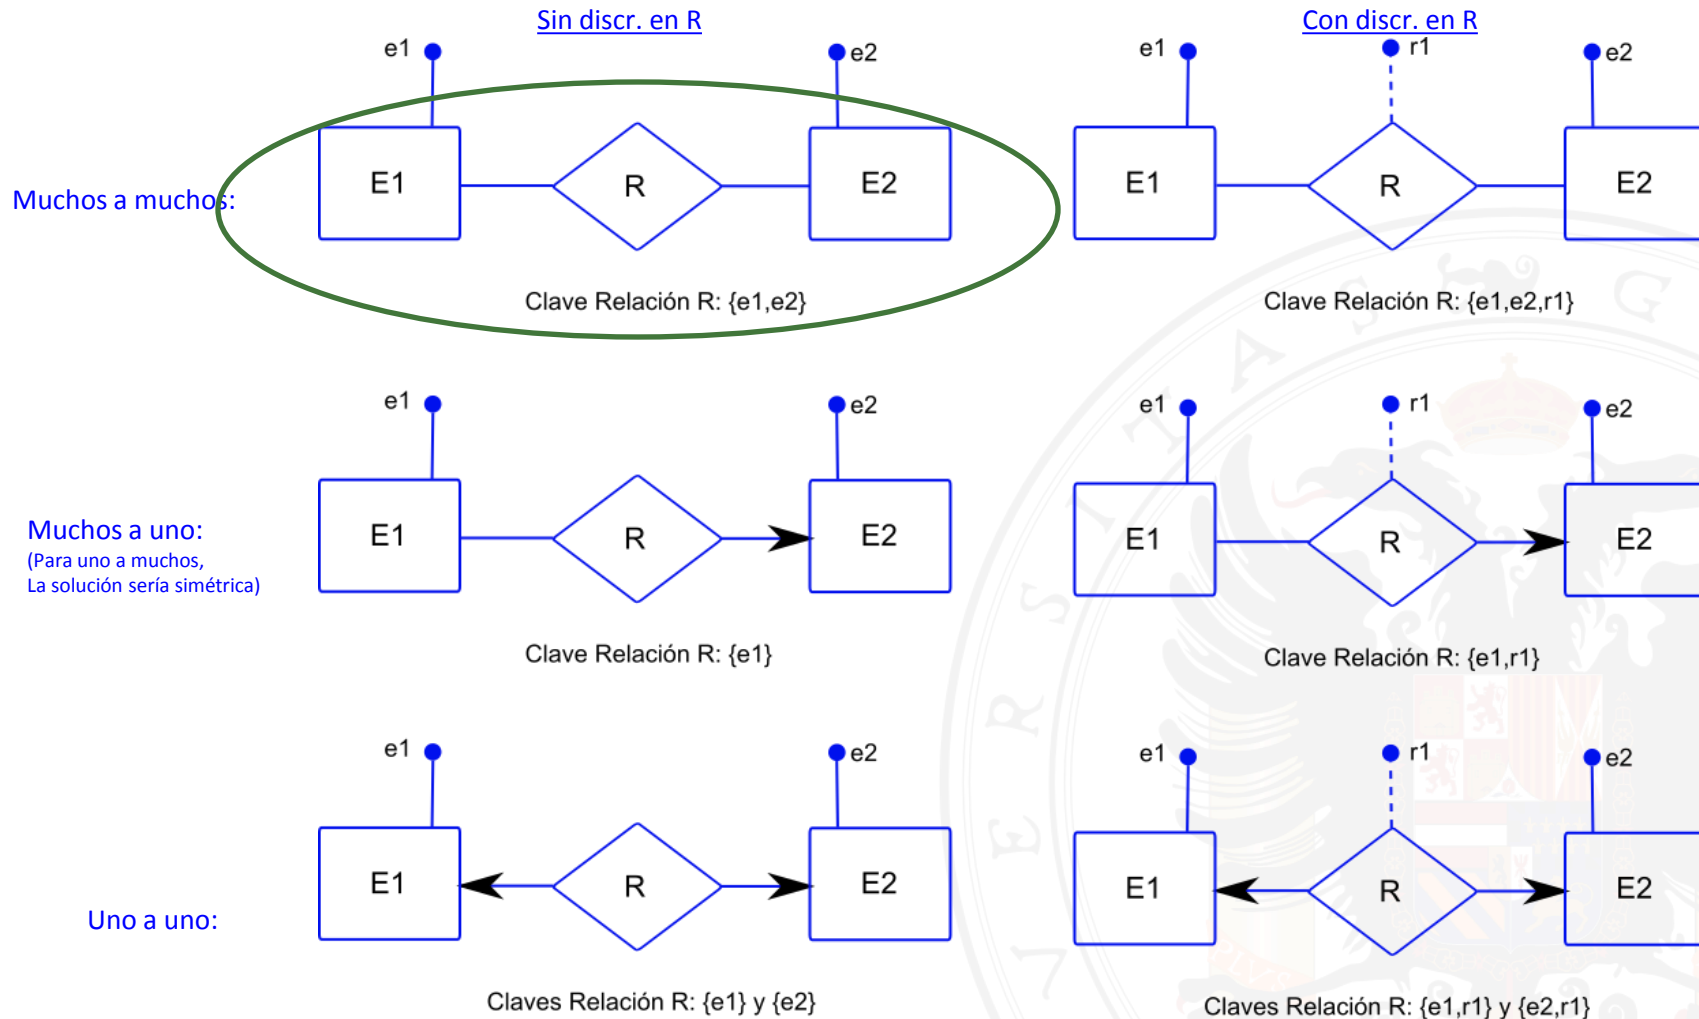 Sin discr. en R
Con discr. en R
e1
e2
e1
r1
e2
Muchos a muchos:
E1
R
E2
E1
R
E2
Clave Relación R: {e1,e2}
Clave Relación R: {e1,e2,r1}
e1
e2
e1
r1
e2
Muchos a uno:
(Para uno a muchos,
La solución sería simétrica)
E1
R
E2
E1
R
E2
Clave Relación R: {e1}
Clave Relación R: {e1,r1}
e1
e2
e1
r1
e2
Uno a uno:
E1
R
E2
E1
R
E2
Claves Relación R: {e1} y {e2}
Claves Relación R: {e1,r1} y {e2,r1}
VERSITAS
G